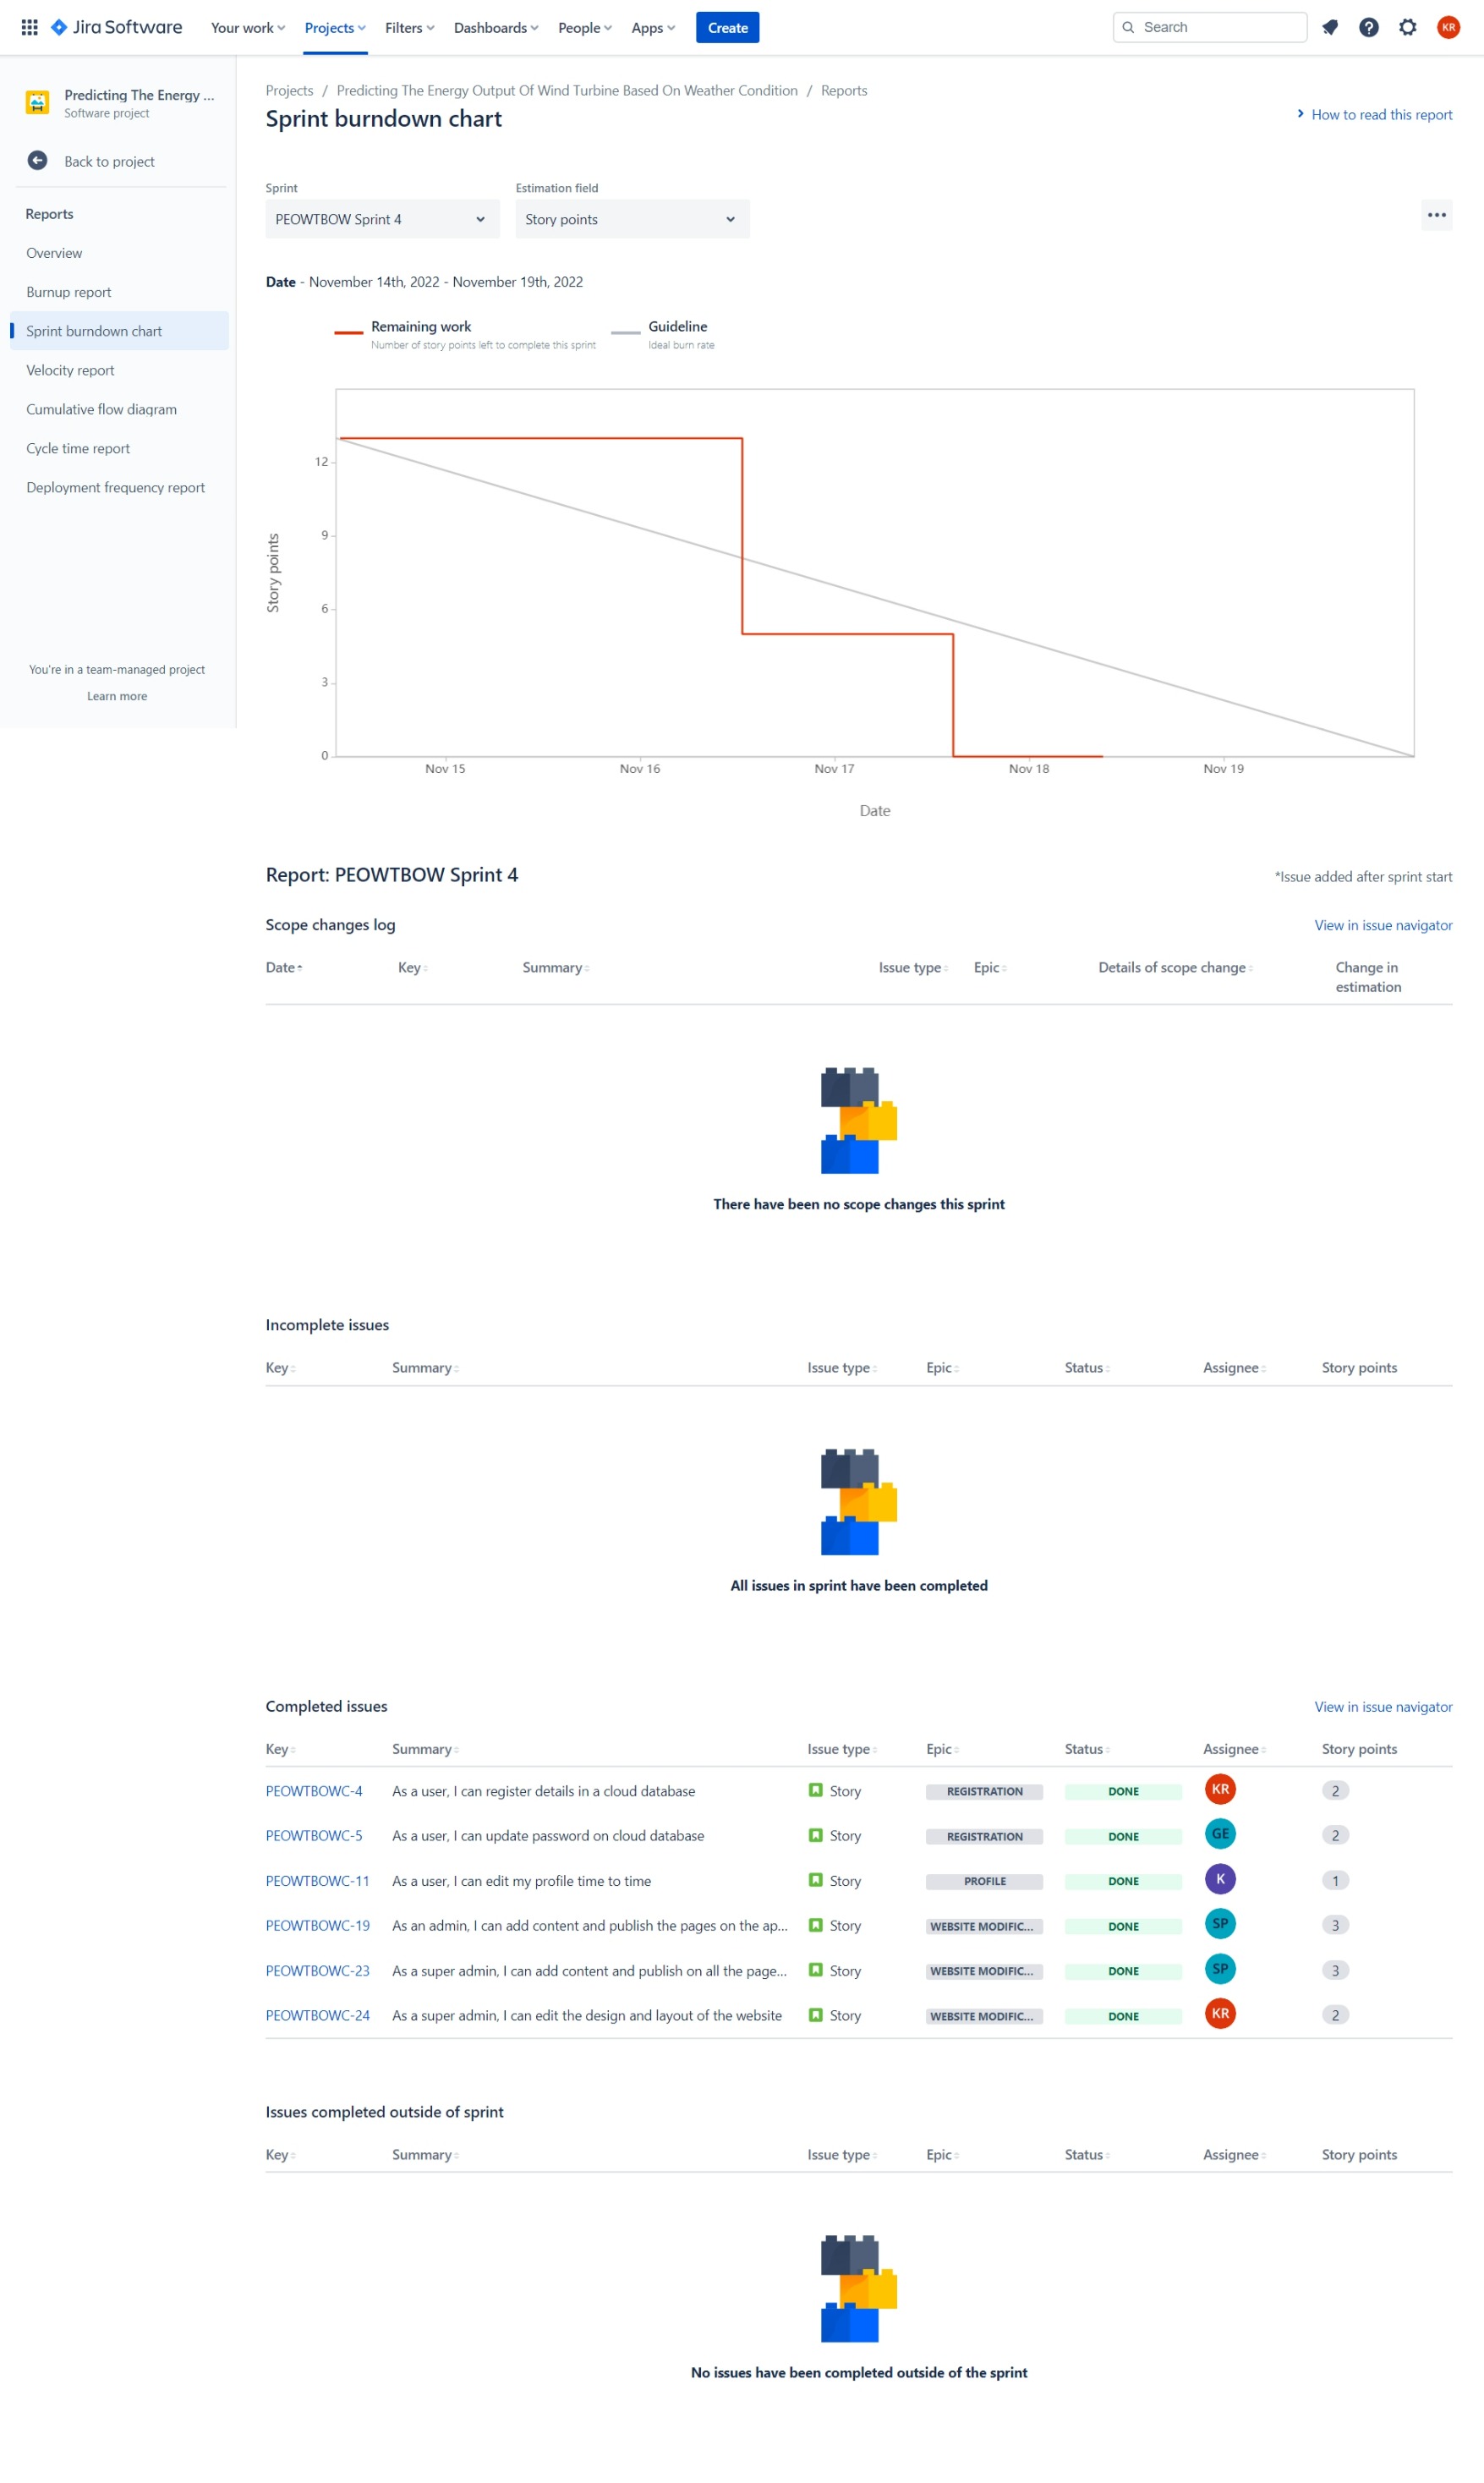 Jira Software Your work Projects Filters Dashboards People Apps Create Search KR
Predicting The Energy ...
Software project
Back to project
Reports
Overview
Burnup report
Sprint burndown chart
Velocity report
Cumulative flow diagram
Cycle time report
Deployment frequency report
You're in a team-managed project
Learn more
Projects / Predicting The Energy Output Of Wind Turbine Based On Weather Condition / Reports
Sprint burndown chart
How to read this report
Sprint Estimation field
PEOWTBOW Sprint 4 Story points
Date - November 14th, 2022 - November 19th, 2022
Remaining work Guideline
Number of story points left to complete this sprint Ideal burn rate
Story points
12
9
6
3
0
Nov 15 Nov 16 Nov 17 Nov 18 Nov 19
Date
Report: PEOWTBOW Sprint 4 *Issue added after sprint start
Scope changes log View in issue navigator
Date Key Summary Issue type Epic Details of scope change Change in
estimation
There have been no scope changes this sprint
Incomplete issues
Key Summary Issue type Epic Status Assignee Story points
All issues in sprint have been completed
Completed issues View in issue navigator
Key Summary Issue type Epic Status Assignee Story points
PEOWTBOWC-4 As a user, I can register details in a cloud database Story REGISTRATION DONE KR 2
PEOWTBOWC-5 As a user, I can update password on cloud database Story REGISTRATION DONE GE 2
PEOWTBOWC-11 As a user, I can edit my profile time to time Story PROFILE DONE K 1
PEOWTBOWC-19 As an admin, I can add content and publish the pages on the ap... Story WEBSITE MODIFIC... DONE SP 3
PEOWTBOWC-23 As a super admin, I can add content and publish on all the page... Story WEBSITE MODIFIC... DONE SP 3
PEOWTBOWC-24 As a super admin, I can edit the design and layout of the website Story WEBSITE MODIFIC... DONE KR 2
Issues completed outside of sprint
Key Summary Issue type Epic Status Assignee Story points
No issues have been completed outside of the sprint